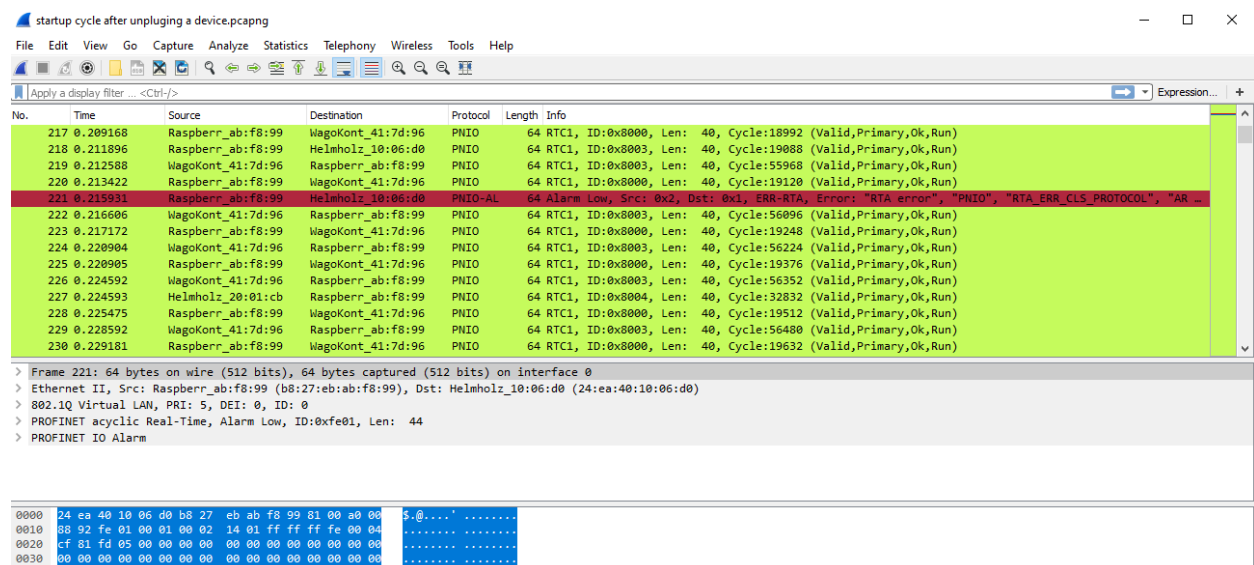 startup cycle after unpluging a device.pcapng
File Edit View Go Capture Analyze Statistics Telephony Wireless Tools Help
Apply a display filter ... <Ctrl-/> Expression... +
No. Time Source Destination Protocol Length Info
217 0.209168 Raspberr_ab:f8:99 WagoKont_41:7d:96 PNIO 64 RTC1, ID:0x8000, Len: 40, Cycle:18992 (Valid,Primary,Ok,Run)
218 0.211896 Raspberr_ab:f8:99 Helmholz_10:06:d0 PNIO 64 RTC1, ID:0x8003, Len: 40, Cycle:19088 (Valid,Primary,Ok,Run)
219 0.212588 WagoKont_41:7d:96 Raspberr_ab:f8:99 PNIO 64 RTC1, ID:0x8003, Len: 40, Cycle:55968 (Valid,Primary,Ok,Run)
220 0.213422 Raspberr_ab:f8:99 WagoKont_41:7d:96 PNIO 64 RTC1, ID:0x8000, Len: 40, Cycle:19120 (Valid,Primary,Ok,Run)
221 0.215931 Raspberr_ab:f8:99 Helmholz_10:06:d0 PNIO-AL 64 Alarm Low, Src: 0x2, Dst: 0x1, ERR-RTA, Error: "RTA error", "PNIO", "RTA_ERR_CLS_PROTOCOL", "AR …
222 0.216606 WagoKont_41:7d:96 Raspberr_ab:f8:99 PNIO 64 RTC1, ID:0x8003, Len: 40, Cycle:56096 (Valid,Primary,Ok,Run)
223 0.217172 Raspberr_ab:f8:99 WagoKont_41:7d:96 PNIO 64 RTC1, ID:0x8000, Len: 40, Cycle:19248 (Valid,Primary,Ok,Run)
224 0.220904 WagoKont_41:7d:96 Raspberr_ab:f8:99 PNIO 64 RTC1, ID:0x8003, Len: 40, Cycle:56224 (Valid,Primary,Ok,Run)
225 0.220905 Raspberr_ab:f8:99 WagoKont_41:7d:96 PNIO 64 RTC1, ID:0x8000, Len: 40, Cycle:19376 (Valid,Primary,Ok,Run)
226 0.224592 WagoKont_41:7d:96 Raspberr_ab:f8:99 PNIO 64 RTC1, ID:0x8003, Len: 40, Cycle:56352 (Valid,Primary,Ok,Run)
227 0.224593 Helmholz_20:01:cb Raspberr_ab:f8:99 PNIO 64 RTC1, ID:0x8004, Len: 40, Cycle:32832 (Valid,Primary,Ok,Run)
228 0.225475 Raspberr_ab:f8:99 WagoKont_41:7d:96 PNIO 64 RTC1, ID:0x8000, Len: 40, Cycle:19512 (Valid,Primary,Ok,Run)
229 0.228592 WagoKont_41:7d:96 Raspberr_ab:f8:99 PNIO 64 RTC1, ID:0x8003, Len: 40, Cycle:56480 (Valid,Primary,Ok,Run)
230 0.229181 Raspberr_ab:f8:99 WagoKont_41:7d:96 PNIO 64 RTC1, ID:0x8000, Len: 40, Cycle:19632 (Valid,Primary,Ok,Run)
> Frame 221: 64 bytes on wire (512 bits), 64 bytes captured (512 bits) on interface 0
> Ethernet II, Src: Raspberr_ab:f8:99 (b8:27:eb:ab:f8:99), Dst: Helmholz_10:06:d0 (24:ea:40:10:06:d0)
> 802.1Q Virtual LAN, PRI: 5, DEI: 0, ID: 0
> PROFINET acyclic Real-Time, Alarm Low, ID:0xfe01, Len: 44
> PROFINET IO Alarm
0000 24 ea 40 10 06 d0 b8 27 eb ab f8 99 81 00 a0 00 $.@....' ........
0010 88 92 fe 01 00 01 00 02 14 01 ff ff ff fe 00 04 ........ ........
0020 cf 81 fd 05 00 00 00 00 00 00 00 00 00 00 00 00 ........ ........
0030 00 00 00 00 00 00 00 00 00 00 00 00 00 00 00 00 ........ ........